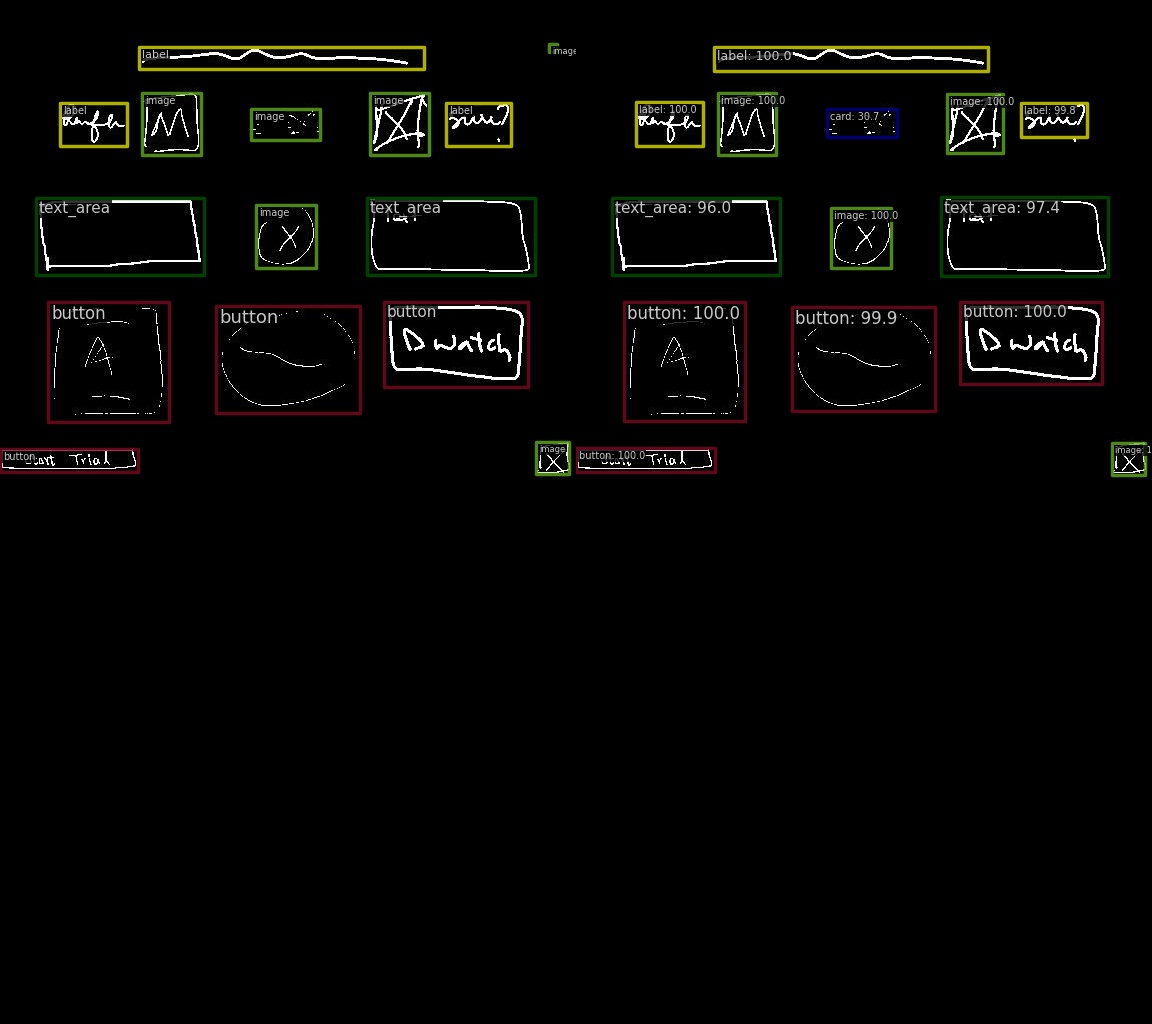 label image label: 100.0
label image image image label label: 100.0 image: 100.0 card: 30.7 image: 100.0 label: 99.8
M X M X
text_area image text_area text_area: 96.0 image: 100.0 text_area: 97.4
X X
button button button button: 100.0 button: 99.9 button: 100.0
A D watch A D watch
button image button: 100.0 image: 1
Trial X Trial X